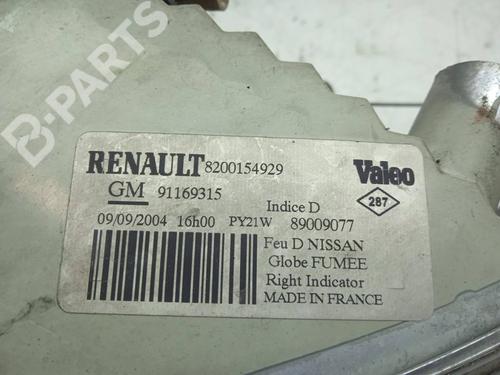 B-PARTS
RENAULT 8200154929 Valeo
GM 91169315 Indice D 287
09/09/2004 16h00 PY21W 89009077
Feu D NISSAN
Globe FUMEE
Right Indicator
MADE IN FRANCE